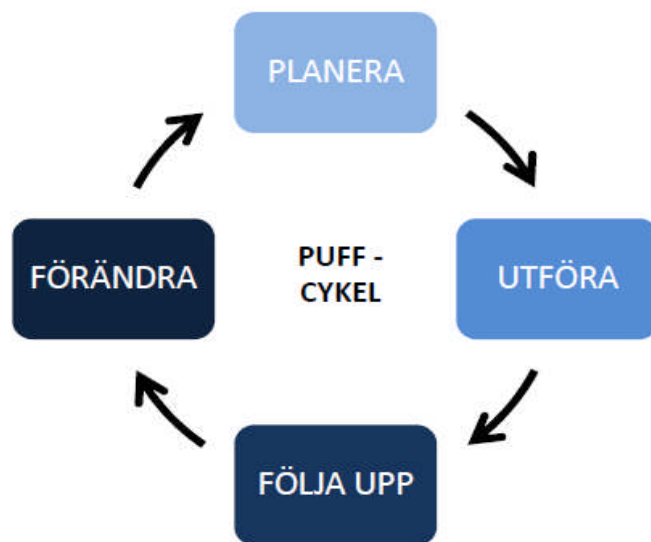 PLANERA
FÖRÄNDRA
PUFF -
CYKEL
UTFÖRA
FÖLJA UPP